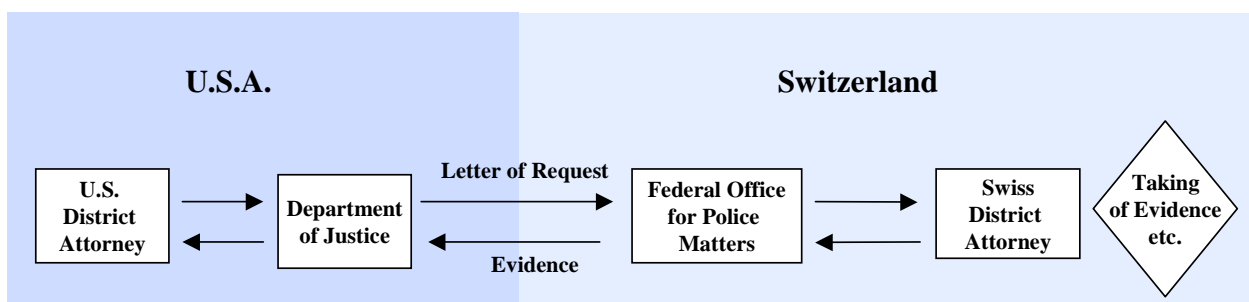 U.S.A.
Switzerland
U.S.
District
Attorney
Department
of Justice
Letter of Request
Evidence
Federal Office
for Police
Matters
Swiss
District
Attorney
Taking
of Evidence
etc.